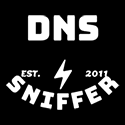 DNS
EST. 2011
SNIFFER